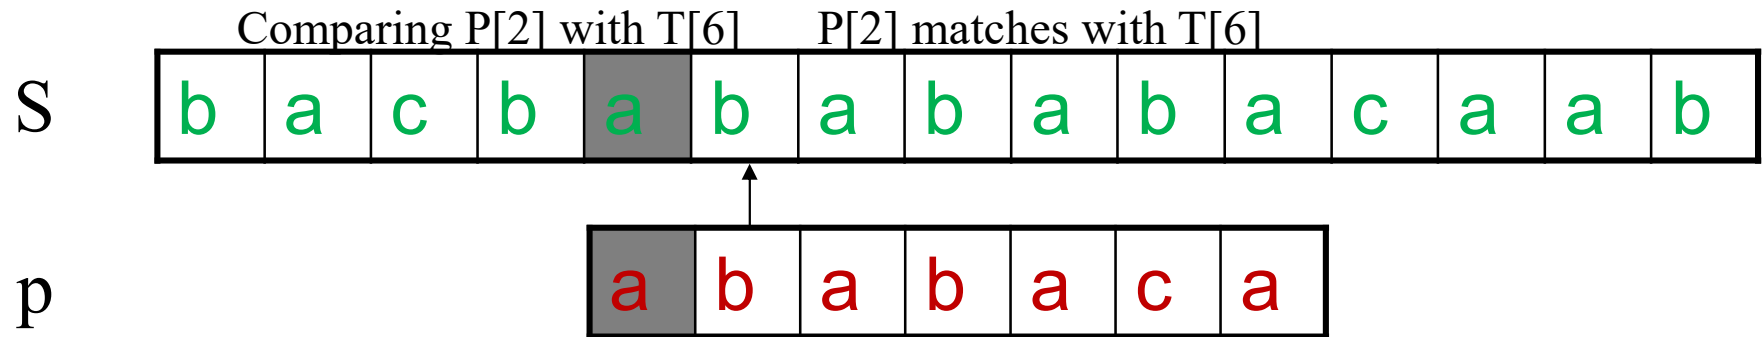 Comparing P[2] with T[6] P[2] matches with T[6]
S b a c b a b a b a b a c a a b
p a b a b a c a